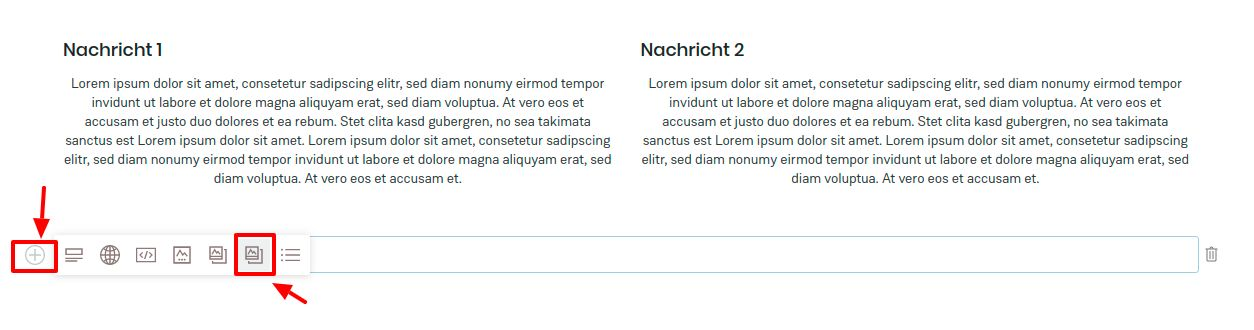 Nachricht 1
Lorem ipsum dolor sit amet, consetetur sadipscing elitr, sed diam nonumy eirmod tempor
invidunt ut labore et dolore magna aliquyam erat, sed diam voluptua. At vero eos et
accusam et justo duo dolores et ea rebum. Stet clita kasd gubergren, no sea takimata
sanctus est Lorem ipsum dolor sit amet. Lorem ipsum dolor sit amet, consetetur sadipscing
elitr, sed diam nonumy eirmod tempor invidunt ut labore et dolore magna aliquyam erat, sed
diam voluptua. At vero eos et accusam et.
Nachricht 2
Lorem ipsum dolor sit amet, consetetur sadipscing elitr, sed diam nonumy eirmod tempor
invidunt ut labore et dolore magna aliquyam erat, sed diam voluptua. At vero eos et
accusam et justo duo dolores et ea rebum. Stet clita kasd gubergren, no sea takimata
sanctus est Lorem ipsum dolor sit amet. Lorem ipsum dolor sit amet, consetetur sadipscing
elitr, sed diam nonumy eirmod tempor invidunt ut labore et dolore magna aliquyam erat, sed
diam voluptua. At vero eos et accusam et.